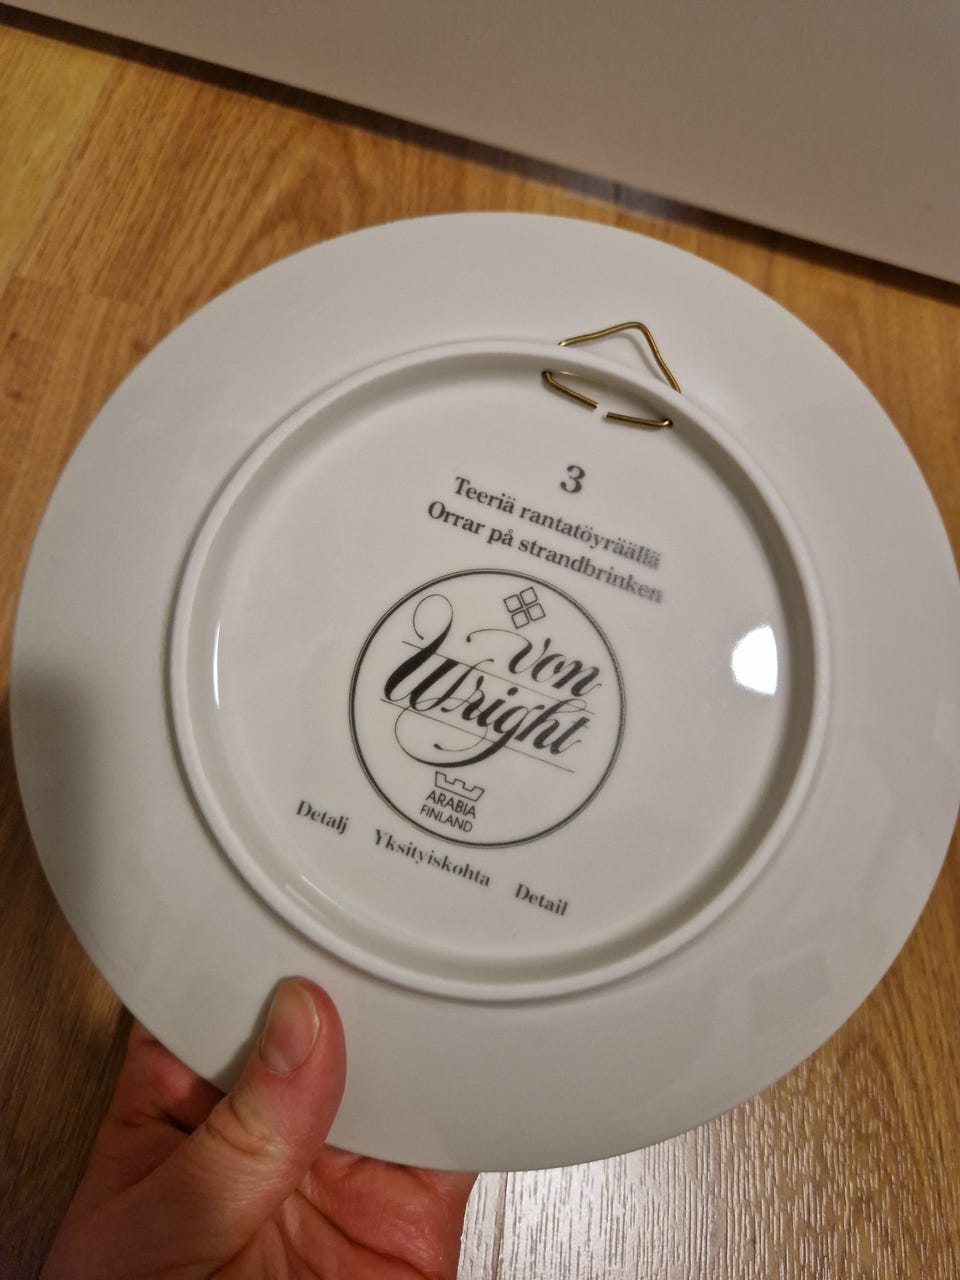 3
Teeriä rantatöyräällä
Orrar på strandbrinken
von
Wright
ARABIA
FINLAND
Detalj Yksityiskohta Detail